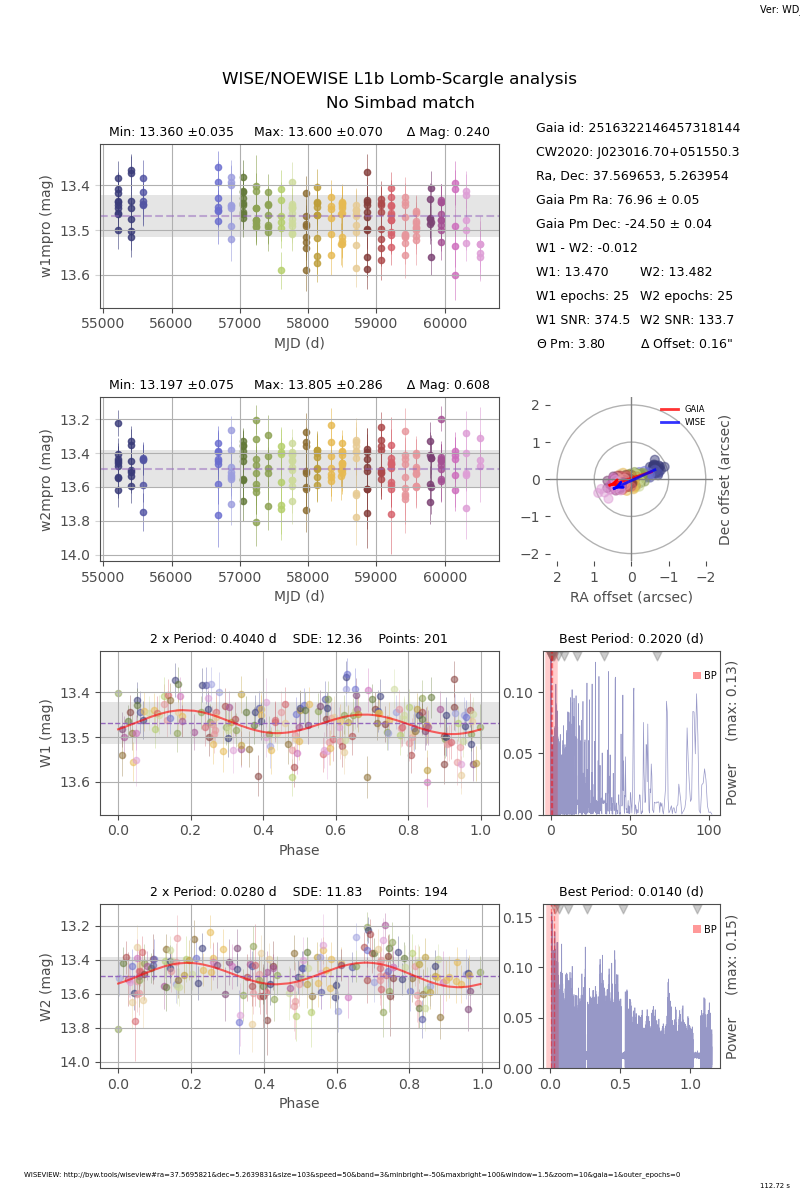 Ver: WD_
WISE/NOEWISE L1b Lomb-Scargle analysis
No Simbad match
Min: 13.360 ±0.035 Max: 13.600 ±0.070 Δ Mag: 0.240
13.4
13.5
13.6
w1mpro (mag)
55000 56000 57000 58000 59000 60000
MJD (d)
Gaia id: 2516322146457318144
CW2020: J023016.70+051550.3
Ra, Dec: 37.569653, 5.263954
Gaia Pm Ra: 76.96 ± 0.05
Gaia Pm Dec: -24.50 ± 0.04
W1 - W2: -0.012
W1: 13.470 W2: 13.482
W1 epochs: 25 W2 epochs: 25
W1 SNR: 374.5 W2 SNR: 133.7
Θ Pm: 3.80 Δ Offset: 0.16"
Min: 13.197 ±0.075 Max: 13.805 ±0.286 Δ Mag: 0.608
13.2
13.4
13.6
13.8
14.0
w2mpro (mag)
55000 56000 57000 58000 59000 60000
MJD (d)
GAIA
WISE
2
1
0
−1
−2
2 1 0 −1 −2
RA offset (arcsec)
Dec offset (arcsec)
2 x Period: 0.4040 d SDE: 12.36 Points: 201
13.4
13.5
13.6
W1 (mag)
0.0 0.2 0.4 0.6 0.8 1.0
Phase
Best Period: 0.2020 (d)
BP
0.10
0.05
0.00
0 50 100
Power (max: 0.13)
2 x Period: 0.0280 d SDE: 11.83 Points: 194
13.2
13.4
13.6
13.8
14.0
W2 (mag)
0.0 0.2 0.4 0.6 0.8 1.0
Phase
Best Period: 0.0140 (d)
BP
0.15
0.10
0.05
0.00
0.0 0.5 1.0
Power (max: 0.15)
WISEVIEW: http://byw.tools/wiseview#ra=37.5695821&dec=5.2639831&size=103&speed=50&band=3&minbright=-50&maxbright=100&window=1.5&zoom=10&gaia=1&outer_epochs=0
112.72 s